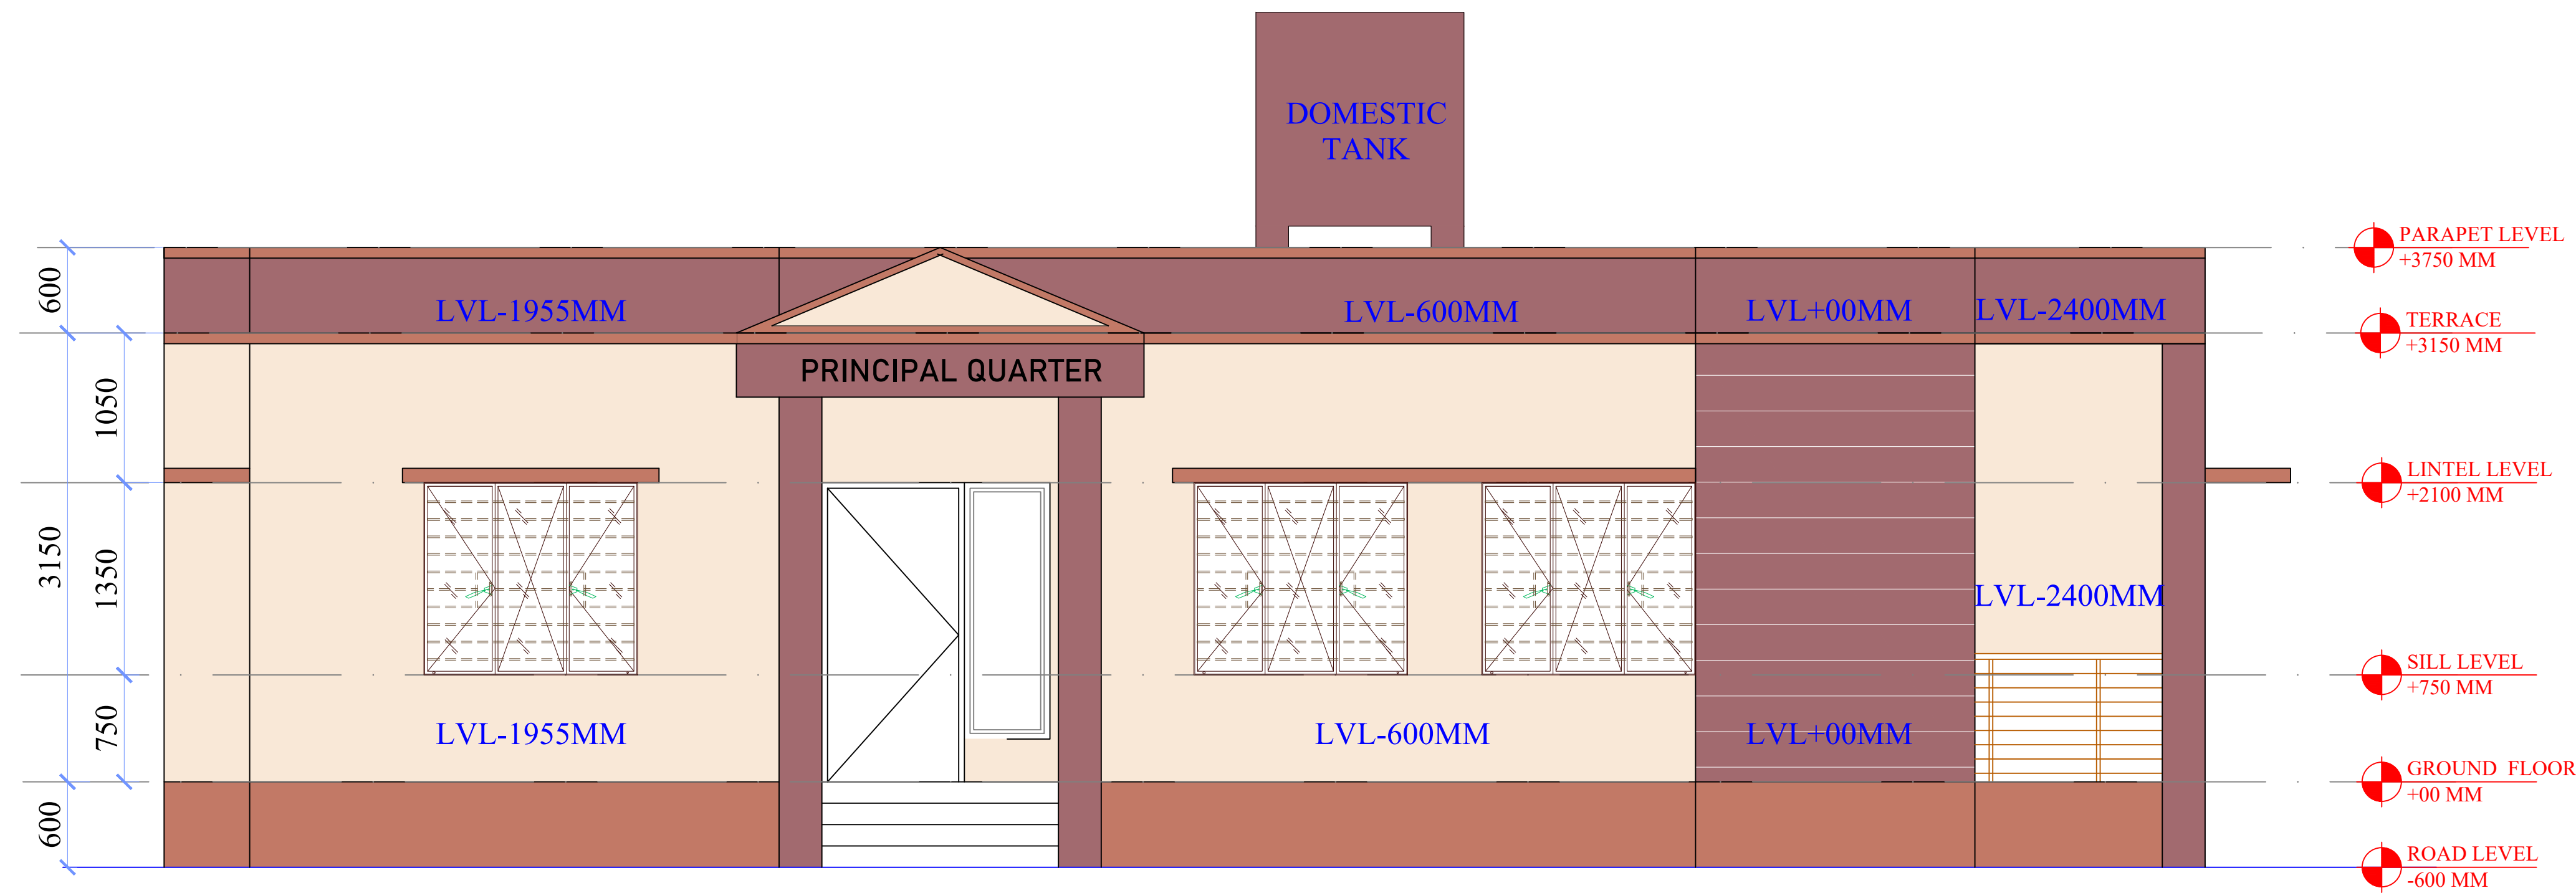 DOMESTIC
TANK
PARAPET LEVEL
+3750 MM
600
LVL-1955MM
LVL-600MM
LVL+00MM
LVL-2400MM
TERRACE
+3150 MM
PRINCIPAL QUARTER
1050
LINTEL LEVEL
+2100 MM
3150
1350
LVL-2400MM
SILL LEVEL
+750 MM
750
LVL-1955MM
LVL-600MM
LVL+00MM
GROUND FLOOR
+00 MM
600
ROAD LEVEL
-600 MM